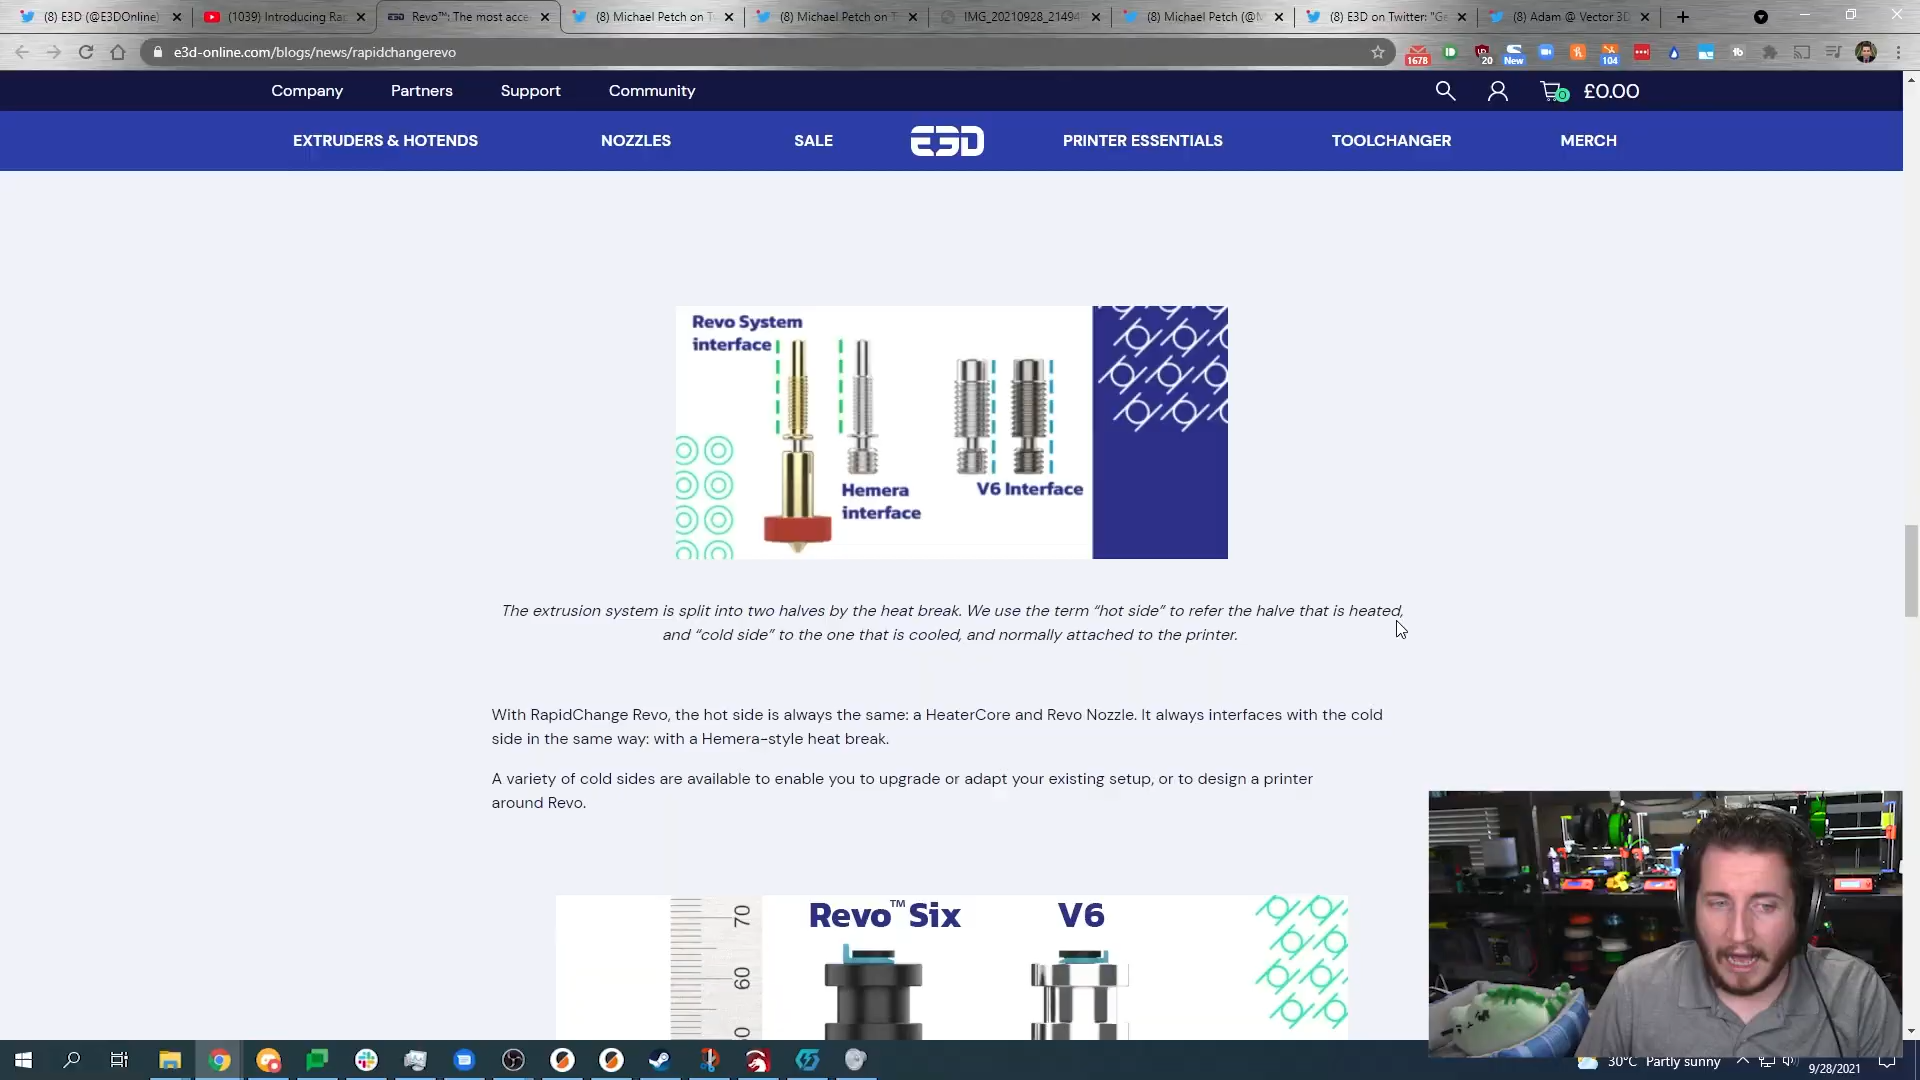 (8) E3D (@E3DOnline)
(1039) Introducing Ra
Revo™: The most acce
(8) Michael Petch on T
(8) Michael Petch on T
IMG_20210928_21494
(8) Michael Petch (@M
(8) E3D on Twitter: "Ge
(8) Adam @ Vector 3D
e3d-online.com/blogs/news/rapidchangerevo
1678
20
New
104
Company
Partners
Support
Community
0
£0.00
EXTRUDERS & HOTENDS
NOZZLES
SALE
E3D
PRINTER ESSENTIALS
TOOLCHANGER
MERCH
Revo System
interface
Hemera
interface
V6 Interface
The extrusion system is split into two halves by the heat break. We use the term “hot side” to refer the halve that is heated,
and “cold side” to the one that is cooled, and normally attached to the printer.
With RapidChange Revo, the hot side is always the same: a HeaterCore and Revo Nozzle. It always interfaces with the cold
side in the same way: with a Hemera-style heat break.
A variety of cold sides are available to enable you to upgrade or adapt your existing setup, or to design a printer
around Revo.
70
60
Revo™ Six
V6
30°C Partly sunny
9/28/2021